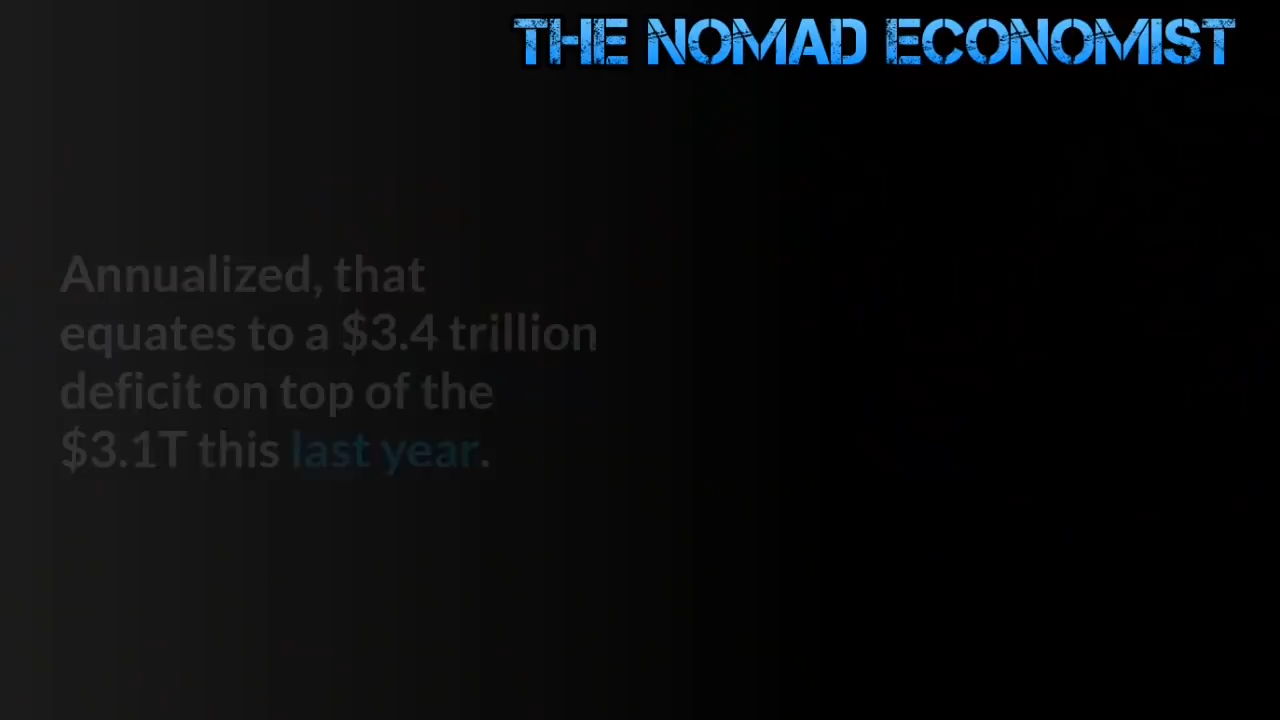 THE NOMAD ECONOMIST
Annualized, that
equates to a $3.4 trillion
deficit on top of the
$3.1T this last year.